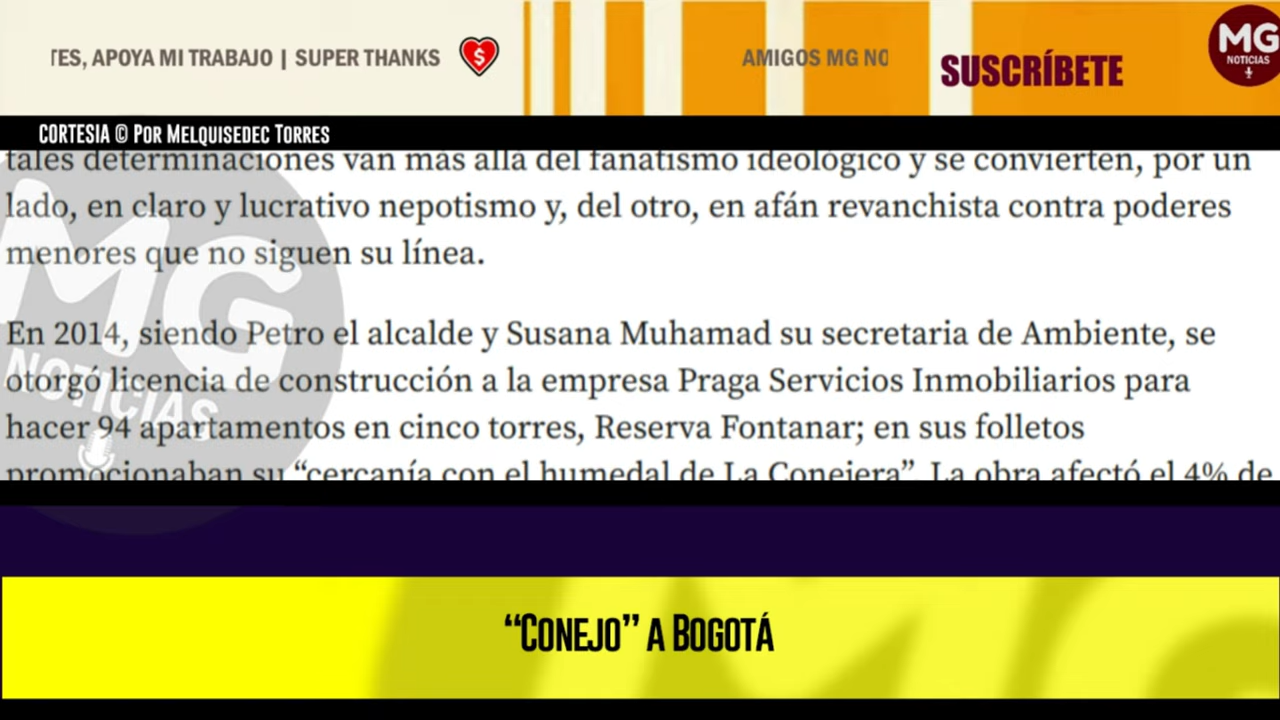 TES, APOYA MI TRABAJO | SUPER THANKS
AMIGOS MG NO
SUSCRÍBETE
MG
NOTICIAS
CORTESIA © Por Melquisedec Torres
tales determinaciones van más allá del fanatismo ideológico y se convierten, por un
lado, en claro y lucrativo nepotismo y, del otro, en afán revanchista contra poderes
menores que no siguen su línea.
En 2014, siendo Petro el alcalde y Susana Muhamad su secretaria de Ambiente, se
otorgó licencia de construcción a la empresa Praga Servicios Inmobiliarios para
hacer 94 apartamentos en cinco torres, Reserva Fontanar; en sus folletos
promocionaban su “cercanía con el humedal de La Conejera”. La obra afectó el 4% de
MG
NOTICIAS
“Conejo” a Bogotá